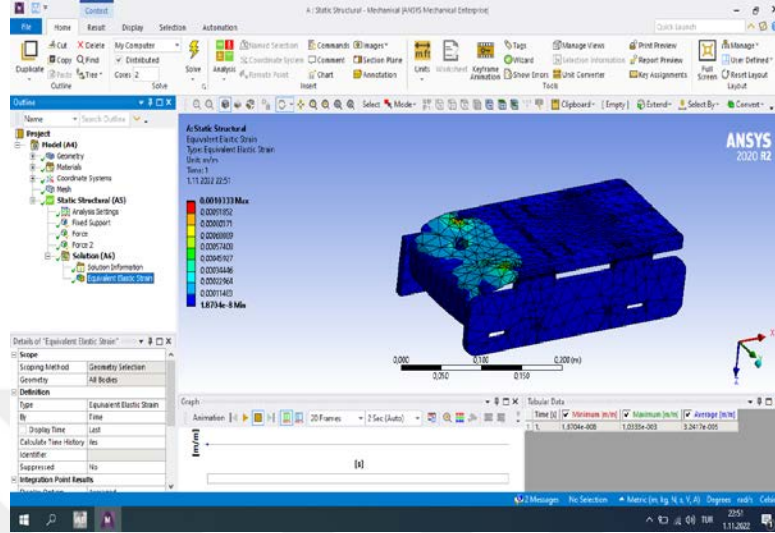 Context
A : Static Structural - Mechanical [ANSYS Mechanical Enterprise]
File Home Result Display Selection Automation
Quick Launch
Duplicate
Cut
Copy
Paste
Delete
Find
Tree
Outline
My Computer
Distributed
Cores 2
Solve
Solve
Analysis
Named Selection
Coordinate System
Remote Point
Commands
Comment
Chart
Images
Section Plane
Annotation
Insert
Units
Worksheet
Keyframe
Animation
Tags
Wizard
Show Errors
Manage Views
Selection Information
Unit Converter
Print Preview
Report Preview
Key Assignments
Tools
Full
Screen
Manage
User Defined
Reset Layout
Layout
Outline
Name
Search Outline
Select Mode
Clipboard [Empty] Extend Select By Convert
Project
Model (A4)
Geometry
Materials
Coordinate Systems
Mesh
Static Structural (A5)
Analysis Settings
Fixed Support
Force
Force 2
Solution (A6)
Solution Information
Equivalent Elastic Strain
A: Static Structural
Equivalent Elastic Strain
Type: Equivalent Elastic Strain
Unit: m/m
Time: 1
1.11.2022 22:51
0,0010333 Max
0,00057408
0,00045927
0,00034446
0,00022964
0,00011483
1,8704e-8 Min
ANSYS
2020 R2
0,000
0,100
0,200 (m)
0,050
0,150
X
Details of "Equivalent Elastic Strain"
Scope
Scoping Method Geometry Selection
Geometry All Bodies
Definition
Type Equivalent Elastic Strain
By Time
Display Time Last
Calculate Time History Yes
Identifier
Suppressed No
Integration Point Results
Graph
Animation
20 Frames
2 Sec (Auto)
[m/m]
[s]
Tabular Data
Time [s] Minimum [m/m] Maximum [m/m] Average [m/m]
1 1, 1,8704e-008 1,0333e-003 3,2417e-005
2 Messages No Selection Metric (m, kg, N, s, V, A) Degrees rad/s Celsi
TUR
22:51
1.11.2022